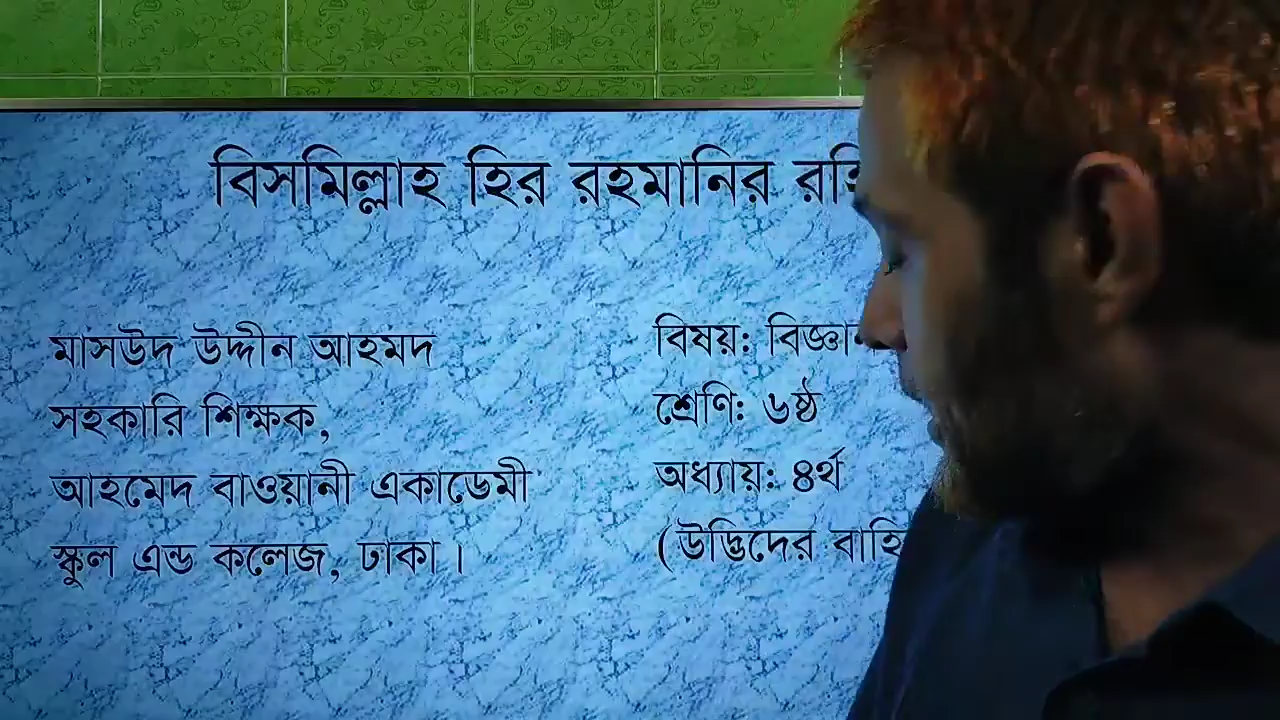 বিসমিল্লাহ হির রহমানির
মাসউদ উদ্দীন আহমদ
সহকারি শিক্ষক,
আহমেদ বাওয়ানী একাডেমী
স্কুল এন্ড কলেজ, ঢাকা।
বিষয়:
শ্রেণি: ৬ষ্ঠ
অধ্যায়: ৪র্থ
(উদ্ভিদের